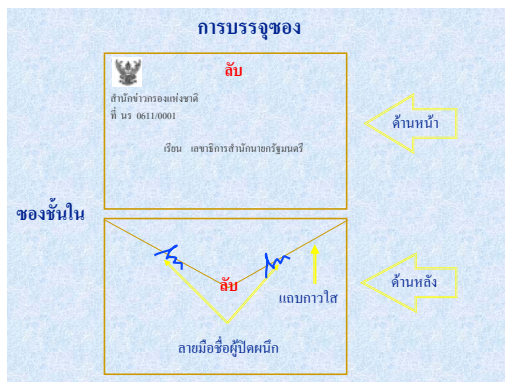 การบรรจุซอง
ลับ
สำนักข่าวกรองแห่งชาติ
ที่ นร 0611/0001
เรียน เลขาธิการสำนักนายกรัฐมนตรี
ด้านหน้า
ซองชั้นใน
ลับ
แถบกาวใส
ด้านหลัง
ลายมือชื่อผู้ปิดผนึก